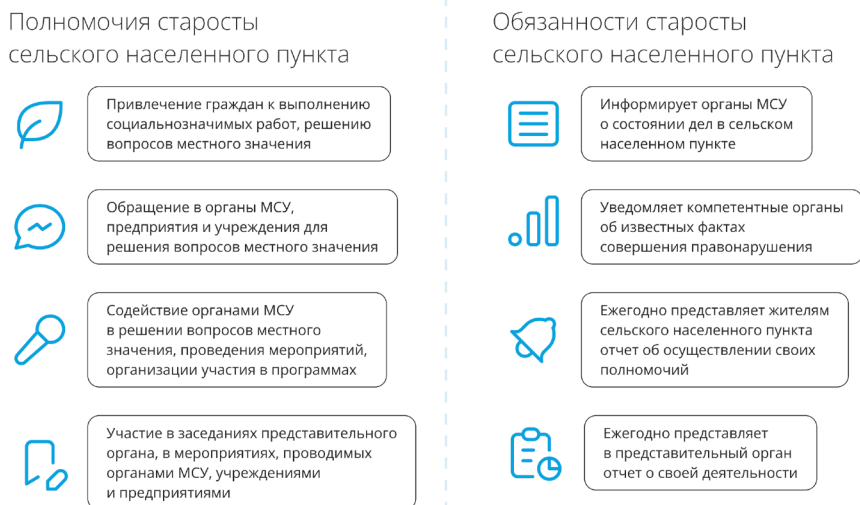 Полномочия старосты
сельского населенного пункта
Привлечение граждан к выполнению
социальнозначимых работ, решению
вопросов местного значения
Обращение в органы МСУ,
предприятия и учреждения для
решения вопросов местного значения
Содействие органами МСУ
в решении вопросов местного
значения, проведения мероприятий,
организации участия в программах
Участие в заседаниях представительного
органа, в мероприятиях, проводимых
органами МСУ, учреждениями
и предприятиями
Обязанности старосты
сельского населенного пункта
Информирует органы МСУ
о состоянии дел в сельском
населенном пункте
Уведомляет компетентные органы
об известных фактах
совершения правонарушения
Ежегодно представляет жителям
сельского населенного пункта
отчет об осуществлении своих
полномочий
Ежегодно представляет
в представительный орган
отчет о своей деятельности